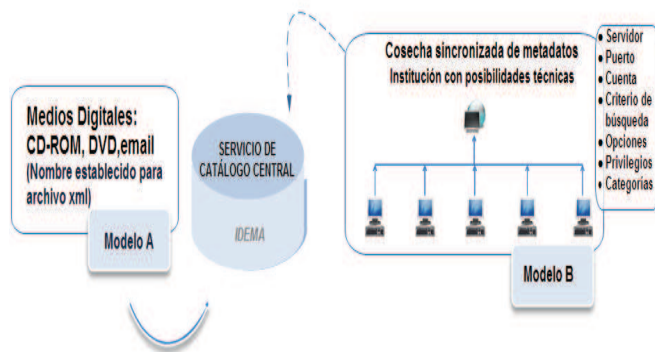 Medios Digitales:
CD-ROM, DVD,email
(Nombre establecido para
archivo xml)
Modelo A
SERVICIO DE
CATÁLOGO CENTRAL
IDEMA
Cosecha sincronizada de metadatos
Institución con posibilidades técnicas
Modelo B
• Servidor
• Puerto
• Cuenta
• Criterio de
búsqueda
• Opciones
• Privilegios
• Categorías